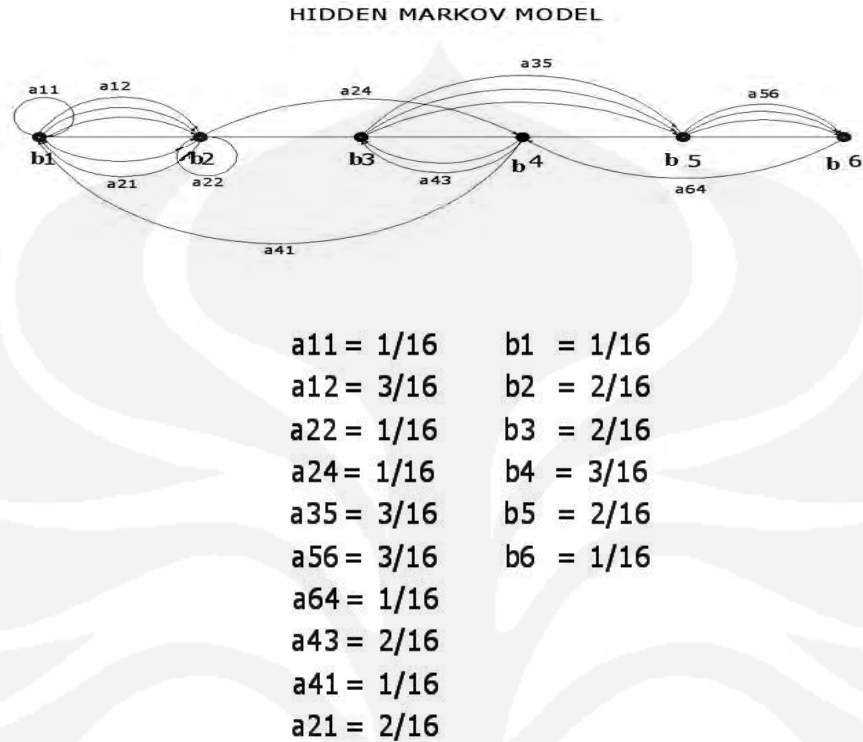 HIDDEN MARKOV MODEL
a35
a11 a12 a24 a56
b1 b2 b3 b4 b 5 b 6
a21 a22 a43 a64
a41
a11 = 1/16 b1 = 1/16
a12 = 3/16 b2 = 2/16
a22 = 1/16 b3 = 2/16
a24 = 1/16 b4 = 3/16
a35 = 3/16 b5 = 2/16
a56 = 3/16 b6 = 1/16
a64 = 1/16
a43 = 2/16
a41 = 1/16
a21 = 2/16